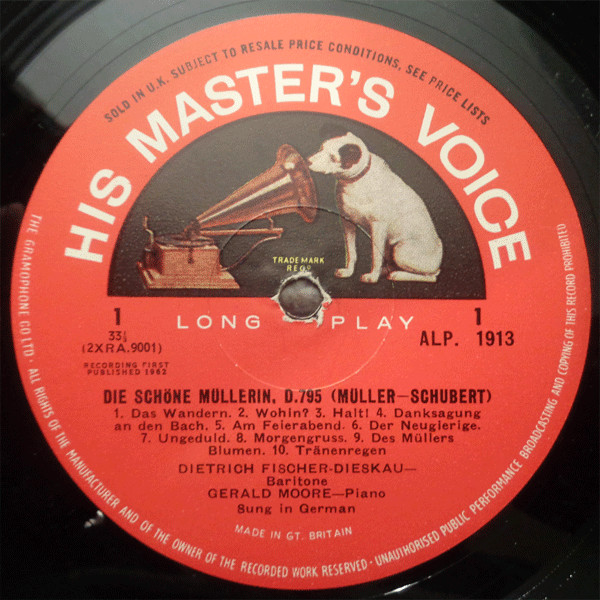 SOLD IN U.K. SUBJECT TO RESALE PRICE CONDITIONS, SEE PRICE LISTS
HIS MASTER'S VOICE
TRADE MARK
REGD
LONG PLAY
1
33⅓
(2XRA.9001)
1
ALP. 1913
RECORDING FIRST
PUBLISHED 1962
DIE SCHÖNE MÜLLERIN, D.795 (MÜLLER—SCHUBERT)
1. Das Wandern. 2. Wohin? 3. Halt! 4. Danksagung
an den Bach. 5. Am Feierabend. 6. Der Neugierige.
7. Ungeduld. 8. Morgengruss. 9. Des Müllers
Blumen. 10. Tränenregen
DIETRICH FISCHER-DIESKAU—
Baritone
GERALD MOORE—Piano
Sung in German
MADE IN GT. BRITAIN
THE GRAMOPHONE CO LTD · ALL RIGHTS OF THE MANUFACTURER AND OF THE OWNER OF THE RECORDED WORK RESERVED · UNAUTHORISED PUBLIC PERFORMANCE BROADCASTING AND COPYING OF THIS RECORD PROHIBITED